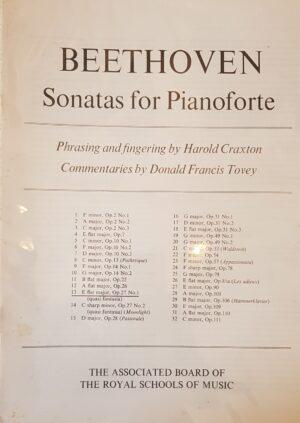 BEETHOVEN
Sonatas for Pianoforte
Phrasing and fingering by Harold Craxton
Commentaries by Donald Francis Tovey
1 F minor, Op.2 No.1
2 A major, Op.2 No.2
3 C major, Op.2 No.3
4 E flat major, Op.7
5 C minor, Op.10 No.1
6 F major, Op.10 No.2
7 D major, Op.10 No.3
8 C minor, Op.13 (Pathétique)
9 E major, Op.14 No.1
10 G major, Op.14 No.2
11 B flat major, Op.22
12 A flat major, Op.26
13 E flat major, Op.27 No.1
(quasi fantasia)
14 C sharp minor, Op.27 No.2
(quasi fantasia) (Moonlight)
15 D major, Op.28 (Pastorale)
16 G major, Op.31 No.1
17 D minor, Op.31 No.2
18 E flat major, Op.31 No.3
19 G minor, Op.49 No.1
20 G major, Op.49 No.2
21 C major, Op.53 (Waldstein)
22 F major, Op.54
23 F minor, Op.57 (Appassionata)
24 F sharp major, Op.78
25 G major, Op.79
26 E flat major, Op.81a (Les adieux)
27 E minor, Op.90
28 A major, Op.101
29 B flat major, Op.106 (Hammerklavier)
30 E major, Op.109
31 A flat major, Op.110
32 C minor, Op.111
THE ASSOCIATED BOARD OF
THE ROYAL SCHOOLS OF MUSIC